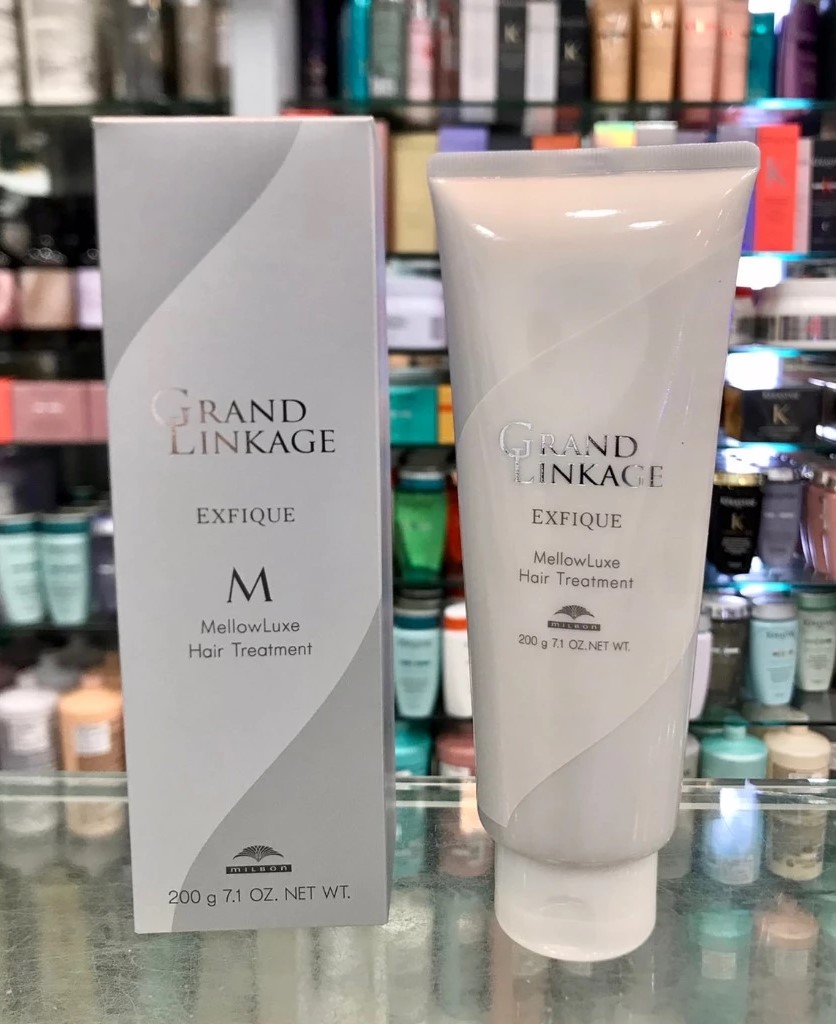 GRAND
LINKAGE
EXFIQUE
M
MellowLuxe
Hair Treatment
MILBON
200 g 7.1 OZ. NET WT.
GRAND
LINKAGE
EXFIQUE
MellowLuxe
Hair Treatment
MILBON
200 g 7.1 OZ. NET WT.
K
K
K
K
K